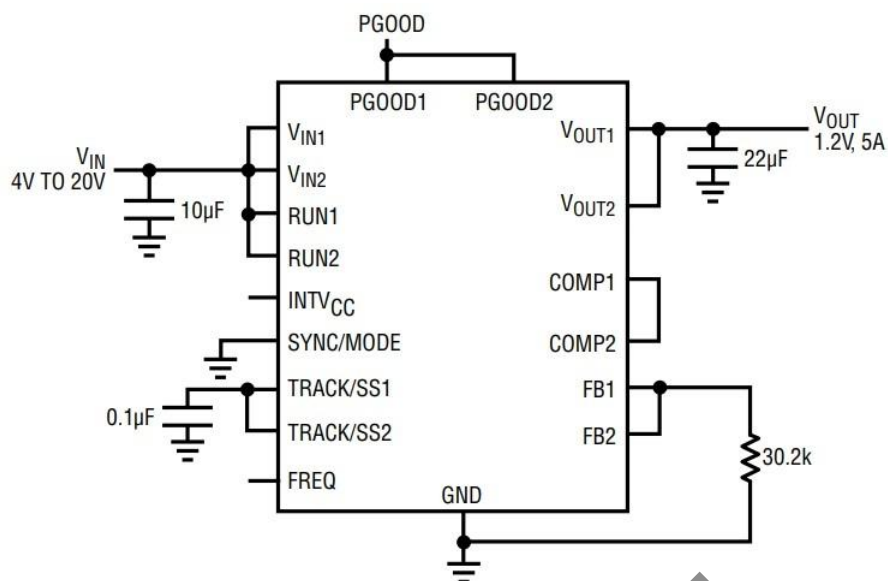 PGOOD
PGOOD1 PGOOD2
VIN
4V TO 20V
10µF
VIN1
VIN2
RUN1
RUN2
INTVCC
SYNC/MODE
TRACK/SS1
0.1µF
TRACK/SS2
FREQ
GND
VOUT1
VOUT2
COMP1
COMP2
FB1
FB2
VOUT
1.2V, 5A
22µF
30.2k